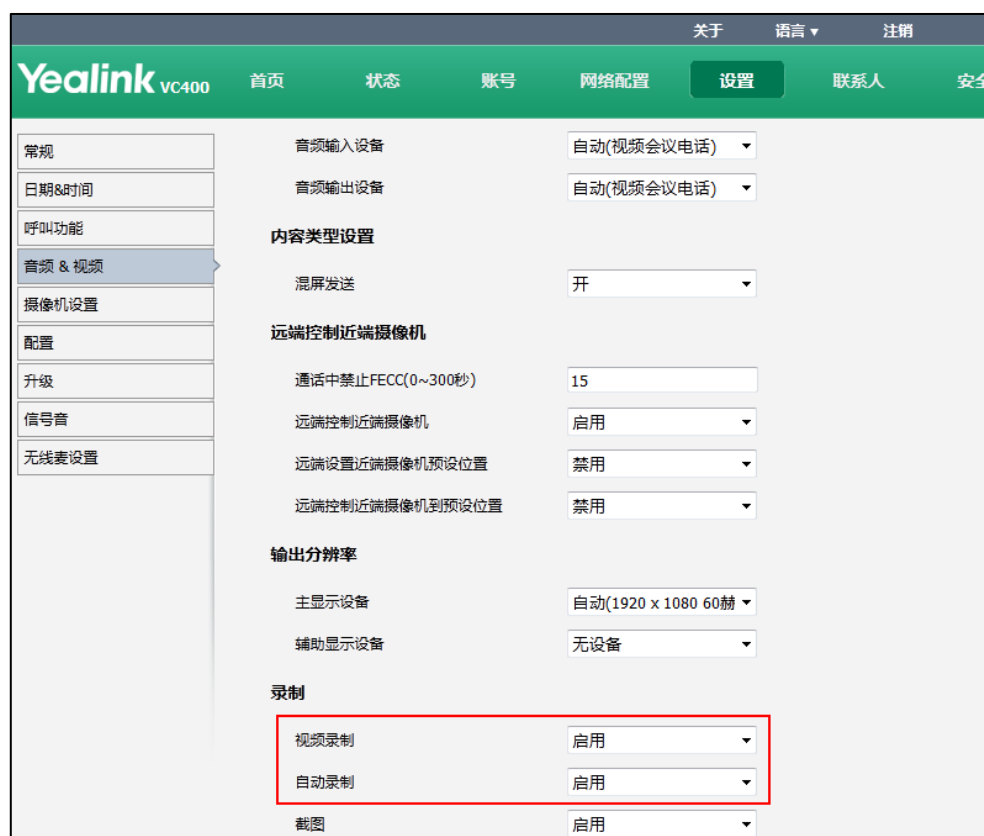 关于 语言▼ 注销
Yealink VC400 首页 状态 账号 网络配置 设置 联系人 安全
常规
日期&时间
呼叫功能
音频 & 视频
摄像机设置
配置
升级
信号音
无线麦设置
音频输入设备 自动(视频会议电话)
音频输出设备 自动(视频会议电话)
内容类型设置
混屏发送 开
远端控制近端摄像机
通话中禁止FECC(0~300秒) 15
远端控制近端摄像机 启用
远端设置近端摄像机预设位置 禁用
远端控制近端摄像机到预设位置 禁用
输出分辨率
主显示设备 自动(1920 x 1080 60赫
辅助显示设备 无设备
录制
视频录制 启用
自动录制 启用
截图 启用